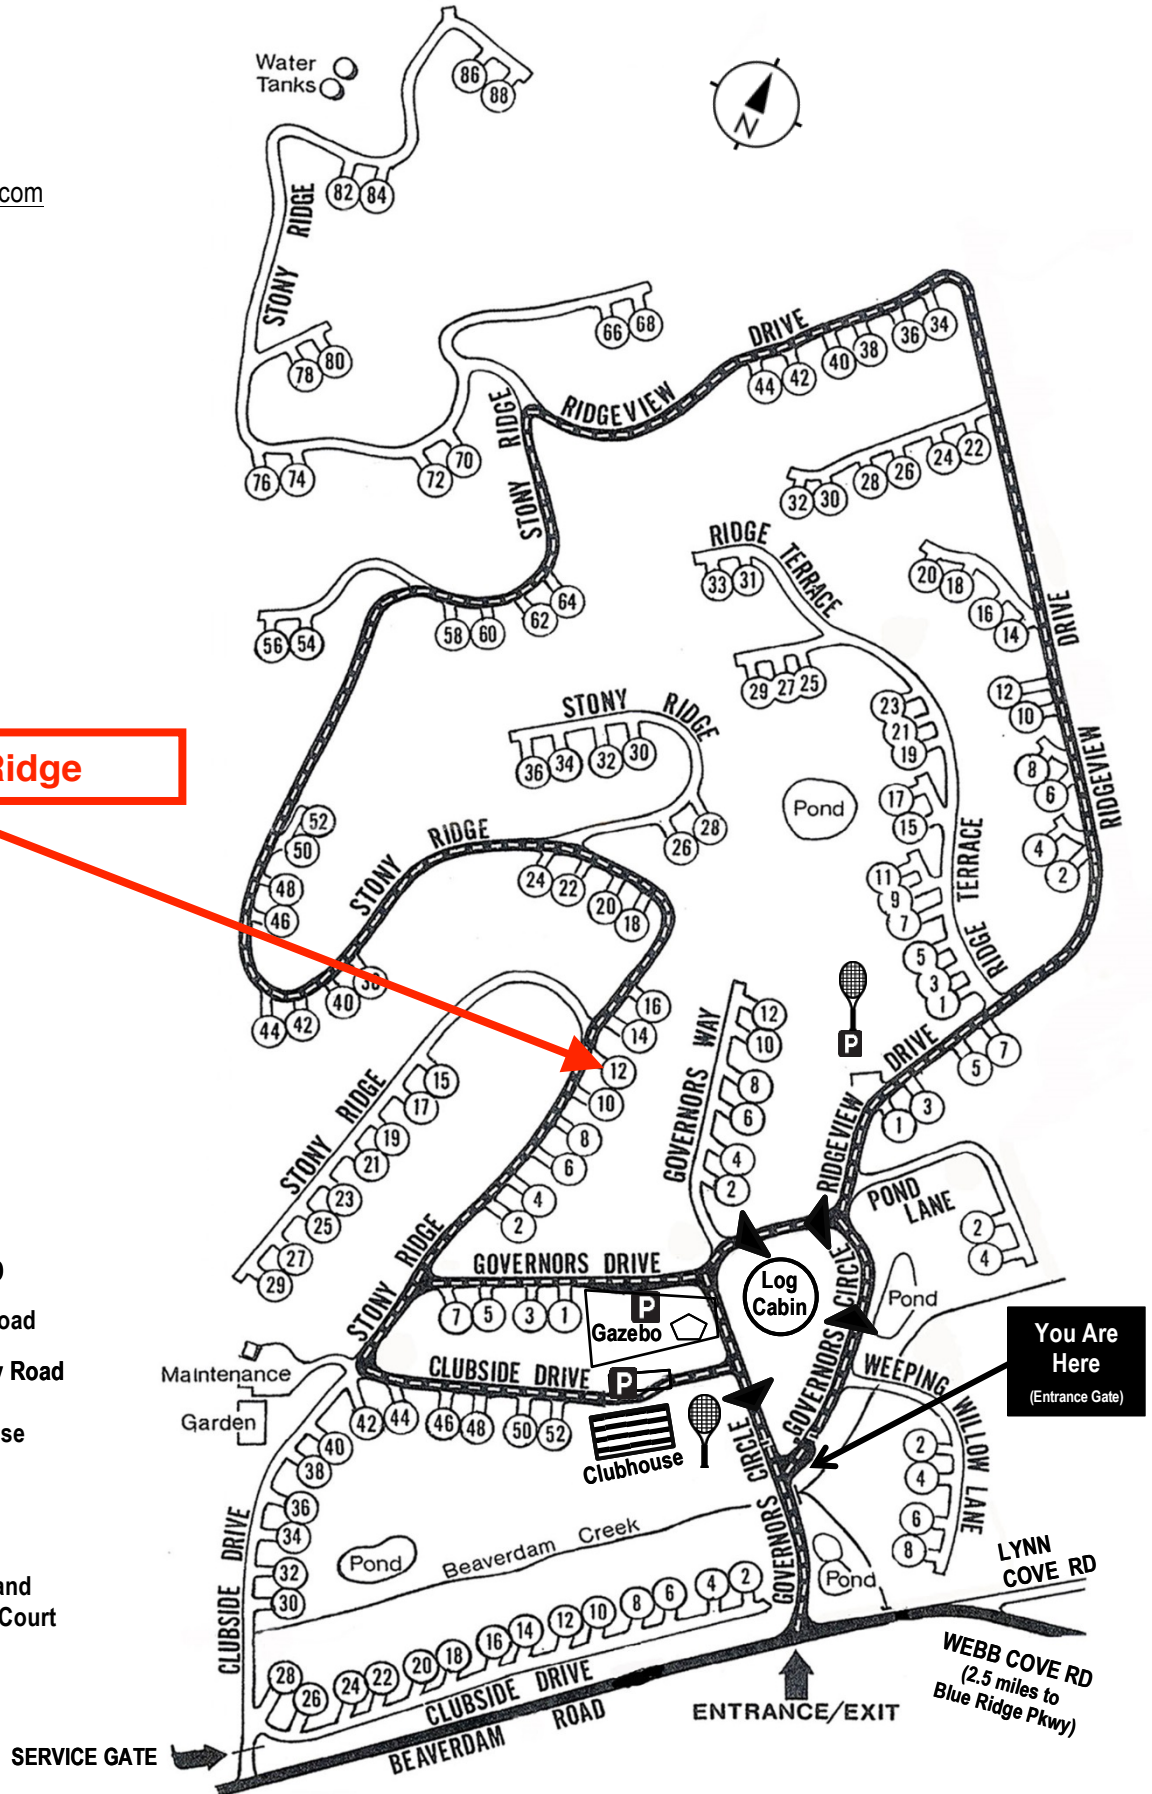 Water
Tanks
86
88
N
com
82
84
STONY RIDGE
66
68
DRIVE
34
36
38
40
42
44
78
80
RIDGEVIEW
RIDGE
STONY
70
72
74
76
22
24
26
28
30
32
RIDGE TERRACE
33
31
20
18
16
14
DRIVE
64
62
60
58
56
54
29
27
25
12
10
23
21
19
STONY RIDGE
36
34
32
30
Ridge
8
6
RIDGEVIEW
Pond
17
15
28
26
52
50
48
46
STONY RIDGE
24
22
20
18
4
2
11
9
7
RIDGE TERRACE
5
3
1
38
40
42
44
16
14
12
10
8
6
4
2
GOVERNORS WAY
12
10
8
6
4
2
P
DRIVE
7
5
3
1
RIDGEVIEW
STONY RIDGE
15
17
19
21
23
25
27
29
POND
LANE
2
4
STONY RIDGE
GOVERNORS DRIVE
7
5
3
1
P
Gazebo
Log
Cabin
GOVERNORS CIRCLE
Pond
oad
Road
se
You Are
Here
(Entrance Gate)
Maintenance
Garden
CLUBSIDE DRIVE
P
42
44
46
48
50
52
Clubhouse
WEEPING WILLOW LANE
2
4
6
8
GOVERNORS CIRCLE
40
38
36
34
32
30
CLUBSIDE DRIVE
Pond
Beaverdam Creek
Pond
and
Court
LYNN
COVE RD
28
26
24
22
20
18
16
14
12
10
8
6
4
2
CLUBSIDE DRIVE
BEAVERDAM ROAD
WEBB COVE RD
(2.5 miles to
Blue Ridge Pkwy)
ENTRANCE/EXIT
SERVICE GATE